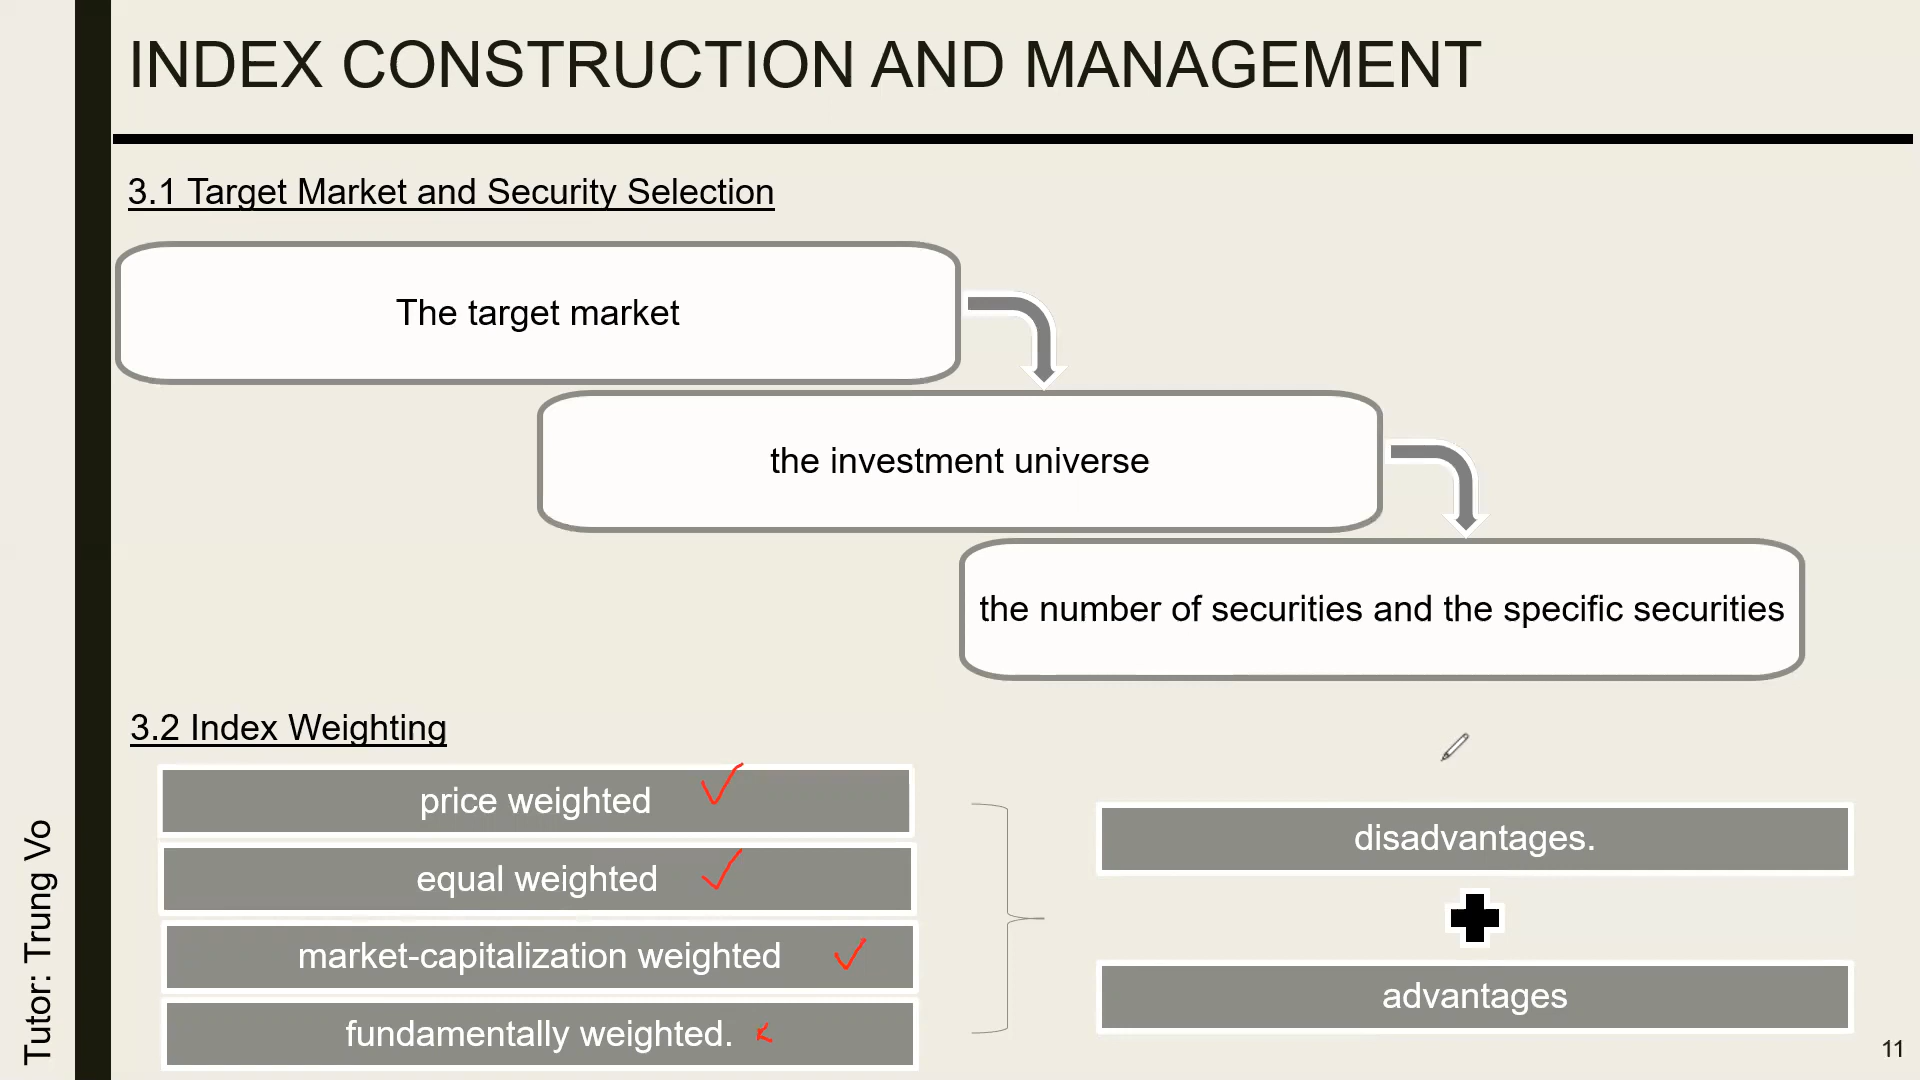 INDEX CONSTRUCTION AND MANAGEMENT
3.1 Target Market and Security Selection
The target market
the investment universe
the number of securities and the specific securities
3.2 Index Weighting
price weighted
equal weighted
market-capitalization weighted
fundamentally weighted.
disadvantages.
advantages
Tutor: Trung Vo
11